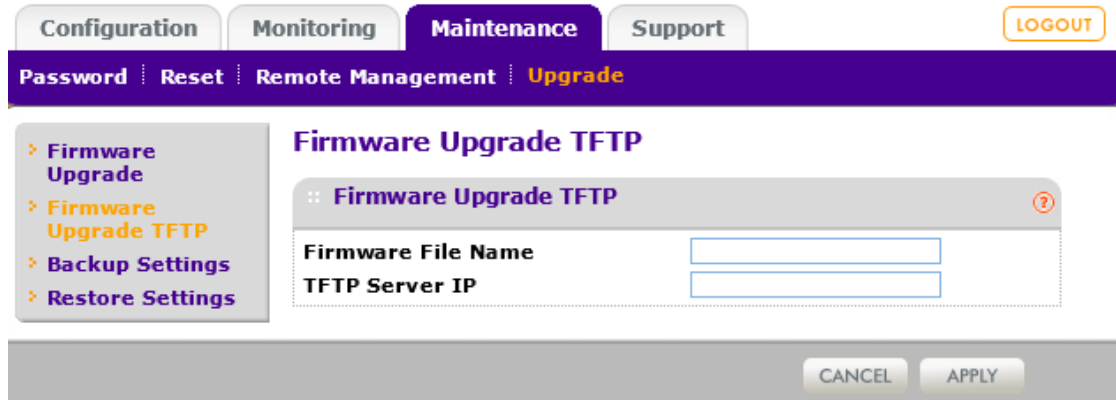 Configuration Monitoring Maintenance Support LOGOUT
Password Reset Remote Management Upgrade
Firmware
Upgrade
Firmware
Upgrade TFTP
Backup Settings
Restore Settings
Firmware Upgrade TFTP
Firmware Upgrade TFTP ?
Firmware File Name
TFTP Server IP
CANCEL APPLY